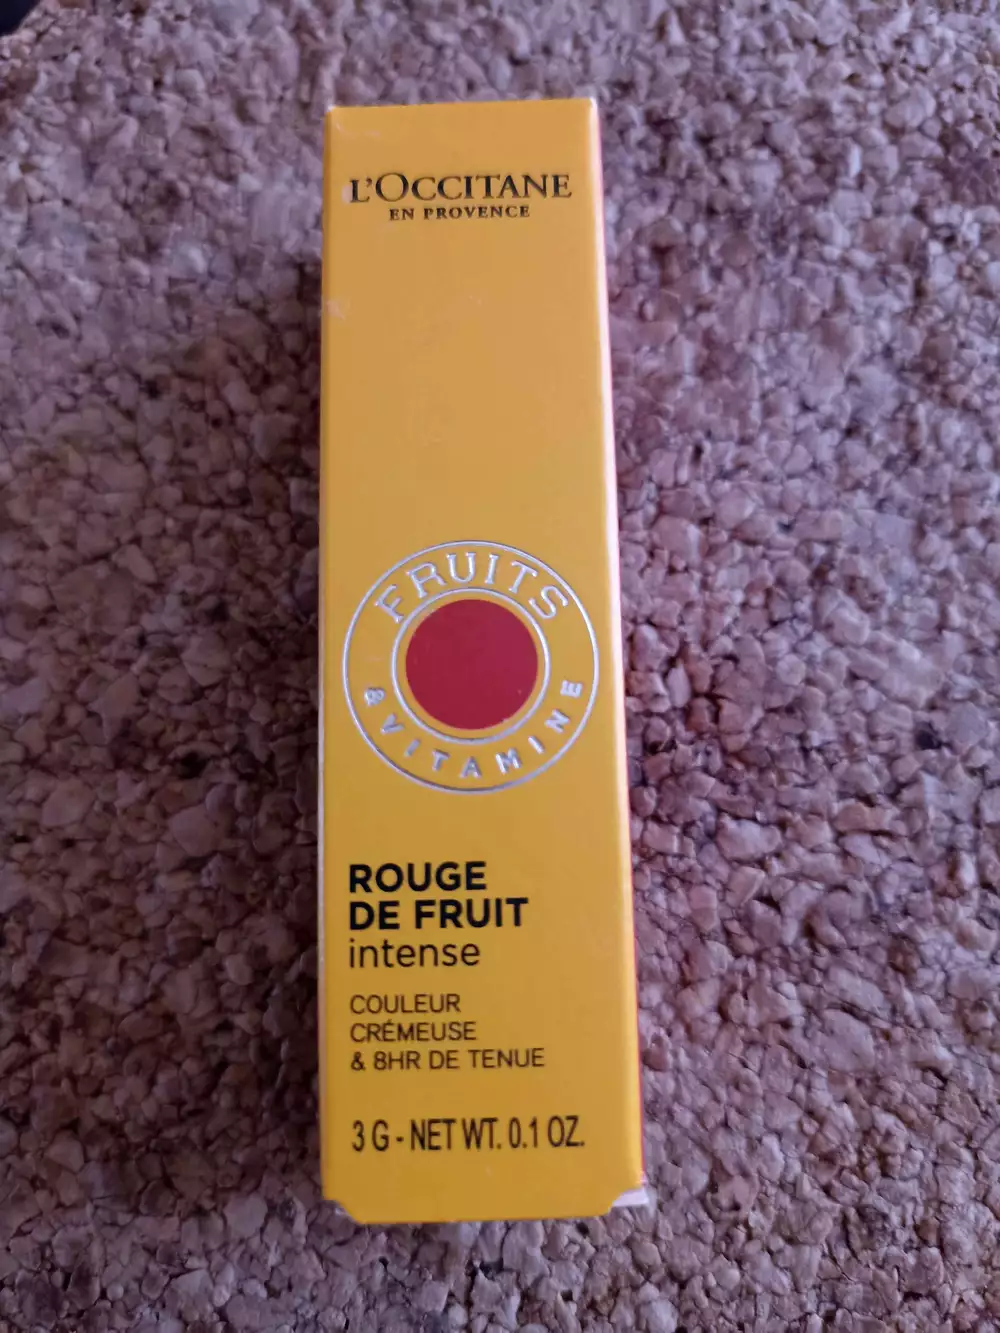 L'OCCITANE
EN PROVENCE
FRUITS
& VITAMINE
ROUGE
DE FRUIT
intense
COULEUR
CRÉMEUSE
& 8HR DE TENUE
3 G - NET WT. 0.1 OZ.